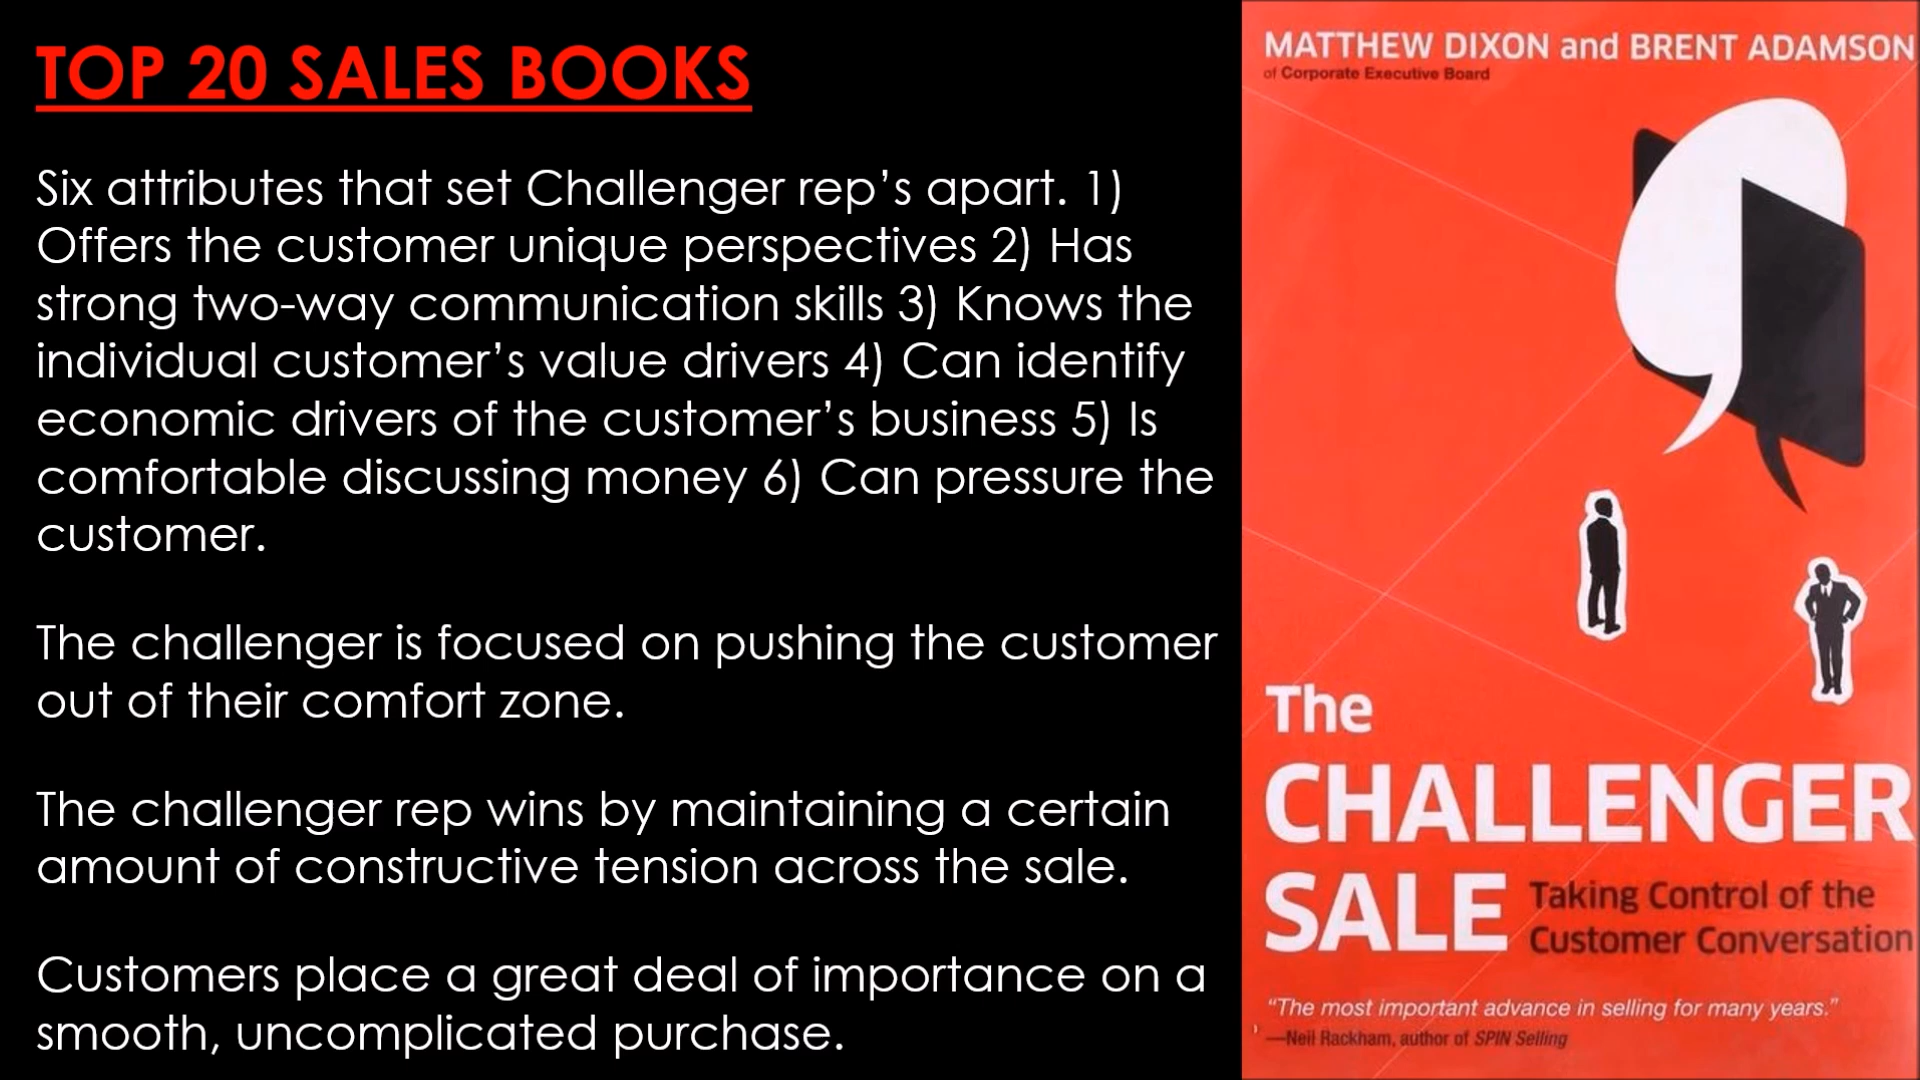 TOP 20 SALES BOOKS
Six attributes that set Challenger rep’s apart. 1)
Offers the customer unique perspectives 2) Has
strong two-way communication skills 3) Knows the
individual customer’s value drivers 4) Can identify
economic drivers of the customer’s business 5) Is
comfortable discussing money 6) Can pressure the
customer.
The challenger is focused on pushing the customer
out of their comfort zone.
The challenger rep wins by maintaining a certain
amount of constructive tension across the sale.
Customers place a great deal of importance on a
smooth, uncomplicated purchase.
MATTHEW DIXON and BRENT ADAMSON
of Corporate Executive Board
The
CHALLENGER
SALE
Taking Control of the
Customer Conversation
“The most important advance in selling for many years.”
—Neil Rackham, author of SPIN Selling